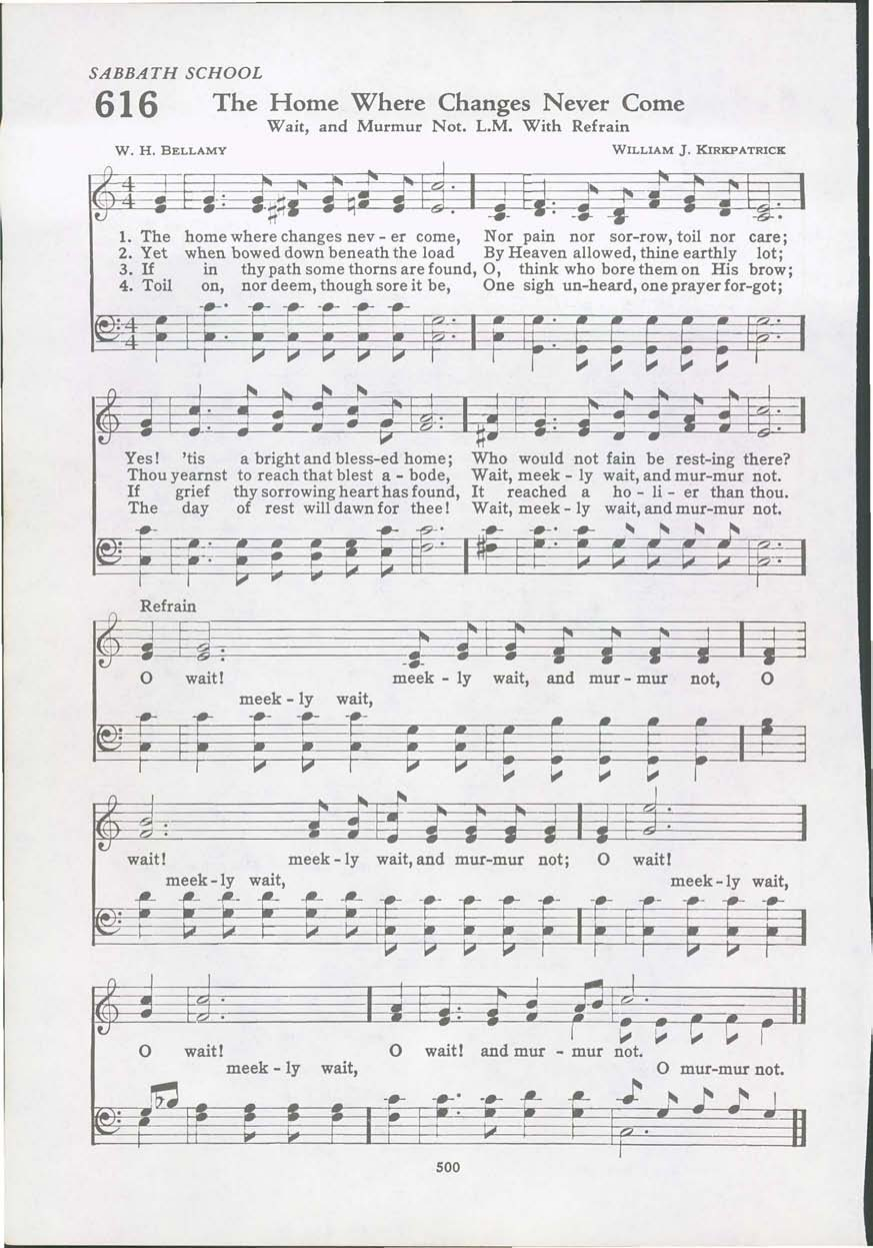 SABBATH SCHOOL
616 The Home Where Changes Never Come
Wait, and Murmur Not. L.M. With Refrain
W. H. BELLAMY WILLIAM J. KIRKPATRICK
4
4
1. The home where changes nev - er come, Nor pain nor sor-row, toil nor care;
2. Yet when bowed down beneath the load By Heaven allowed, thine earthly lot;
3. If in thy path some thorns are found, O, think who bore them on His brow;
4. Toil on, nor deem, though sore it be, One sigh un-heard, one prayer for-got;
4
4
Yes! 'tis a bright and bless-ed home; Who would not fain be rest-ing there?
Thou yearnst to reach that blest a - bode, Wait, meek - ly wait, and mur-mur not.
If grief thy sorrowing heart has found, It reached a ho - li - er than thou.
The day of rest will dawn for thee! Wait, meek - ly wait, and mur-mur not.
Refrain
O wait! meek - ly wait, and mur - mur not, O
meek - ly wait,
wait! meek - ly wait, and mur-mur not; O wait!
meek - ly wait, meek - ly wait,
O wait! O wait! and mur - mur not.
meek - ly wait, O mur-mur not.
500